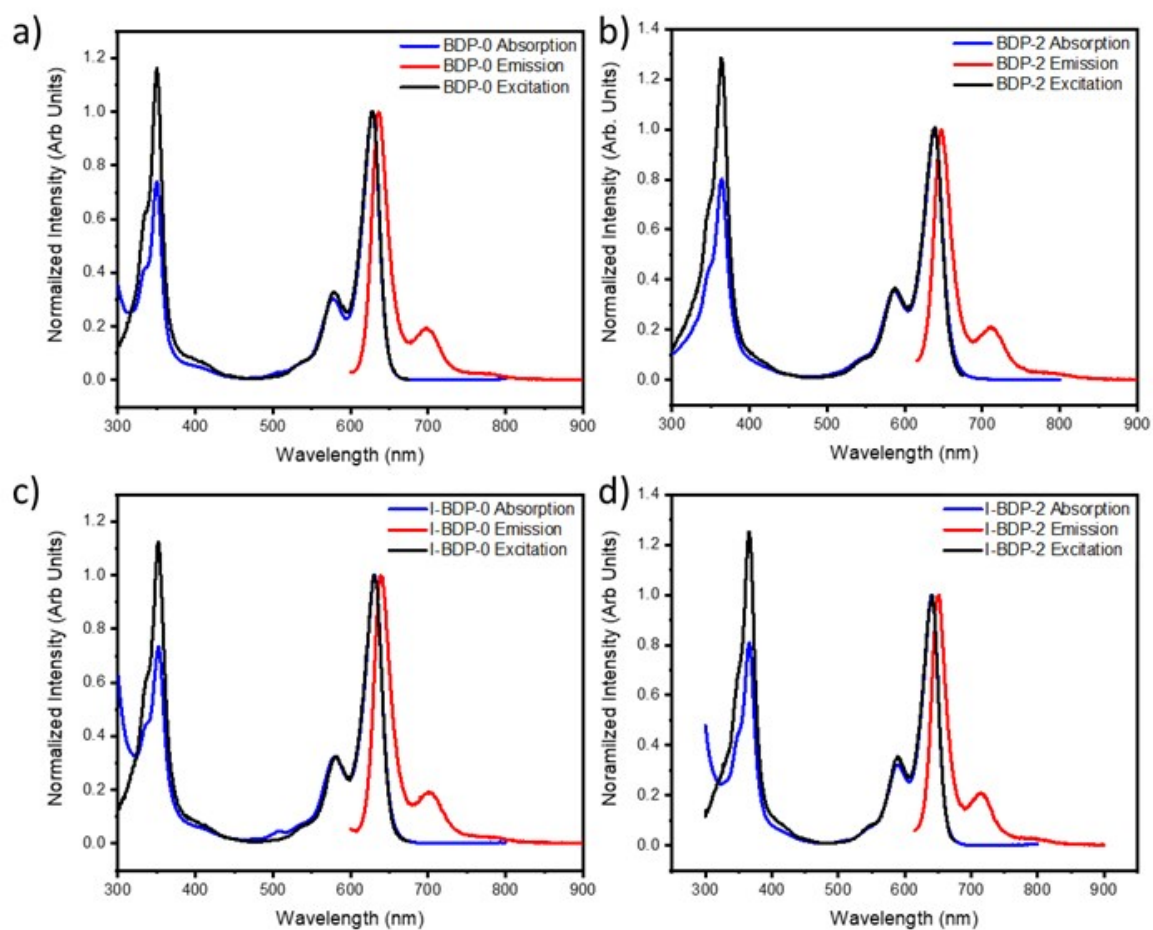 a)
BDP-0 Absorption
BDP-0 Emission
BDP-0 Excitation
Normalized Intensity (Arb Units)
1.2
1.0
0.8
0.6
0.4
0.2
0.0
300 400 500 600 700 800 900
Wavelength (nm)
b)
BDP-2 Absorption
BDP-2 Emission
BDP-2 Excitation
Normalized Intensity (Arb. Units)
1.4
1.2
1.0
0.8
0.6
0.4
0.2
0.0
300 400 500 600 700 800 900
Wavelength (nm)
c)
I-BDP-0 Absorption
I-BDP-0 Emission
I-BDP-0 Excitation
Normalized Intensity (Arb Units)
1.2
1.0
0.8
0.6
0.4
0.2
0.0
300 400 500 600 700 800 900
Wavelength (nm)
d)
I-BDP-2 Absorption
I-BDP-2 Emission
I-BDP-2 Excitation
Noramilzed Intensity (Arb Units)
1.4
1.2
1.0
0.8
0.6
0.4
0.2
0.0
300 400 500 600 700 800 900
Wavelength (nm)